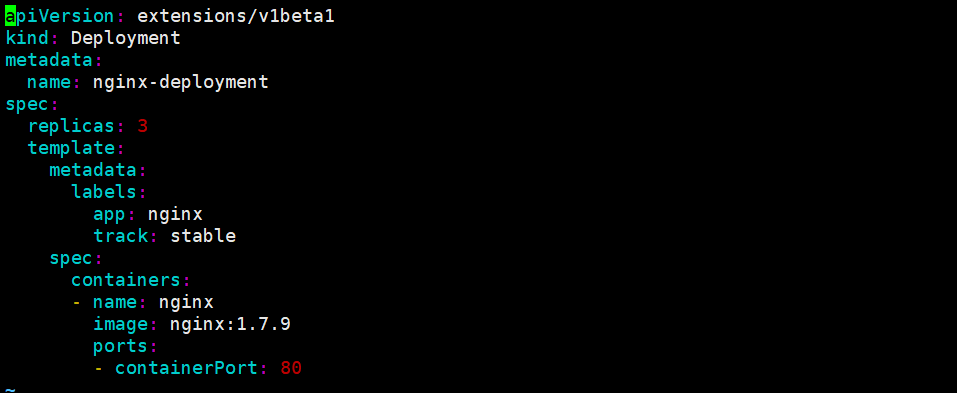 apiVersion: extensions/v1beta1
kind: Deployment
metadata:
  name: nginx-deployment
spec:
  replicas: 3
  template:
    metadata:
      labels:
        app: nginx
        track: stable
    spec:
      containers:
      - name: nginx
        image: nginx:1.7.9
        ports:
        - containerPort: 80
~